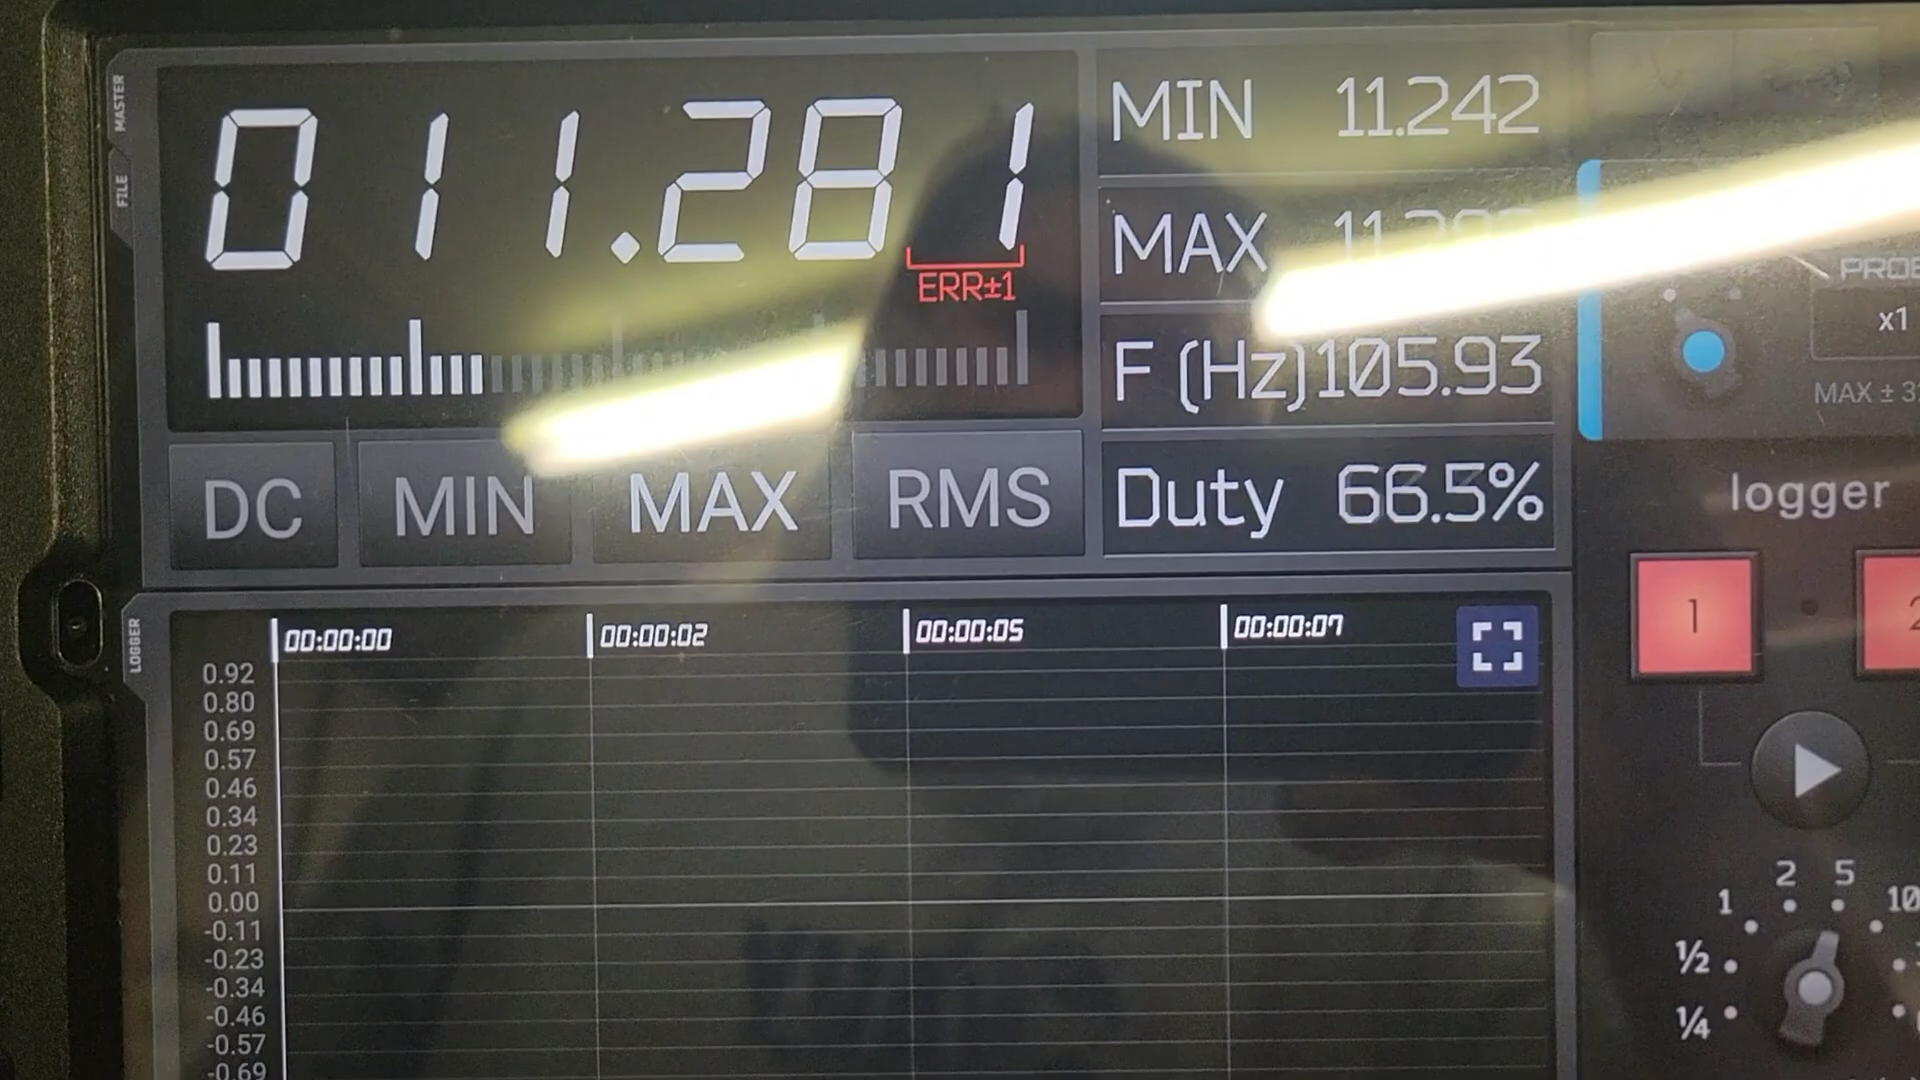 MASTER
FILE
011.281
ERR±1
MIN 11.242
MAX
F (Hz) 105.93
Duty 66.5%
DC MIN MAX RMS
x1
MAX ± 3
logger
1 2
LOGGER
00:00:00 00:00:02 00:00:05 00:00:07
0.92
0.80
0.69
0.57
0.46
0.34
0.23
0.11
0.00
-0.11
-0.23
-0.34
-0.46
-0.57
-0.69
1 2 5 10
½
¼